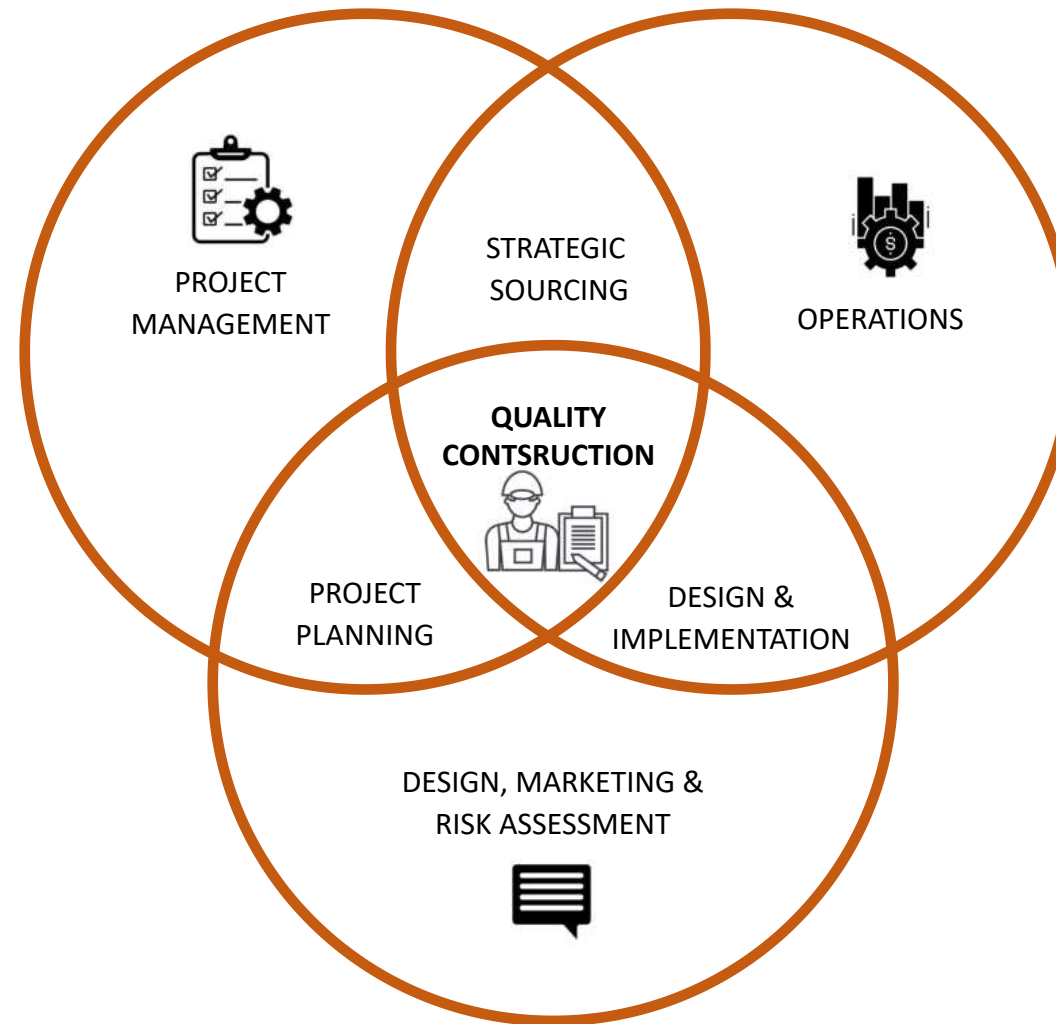 PROJECT
MANAGEMENT
STRATEGIC
SOURCING
OPERATIONS
QUALITY
CONTSRUCTION
PROJECT
PLANNING
DESIGN &
IMPLEMENTATION
DESIGN, MARKETING &
RISK ASSESSMENT
$